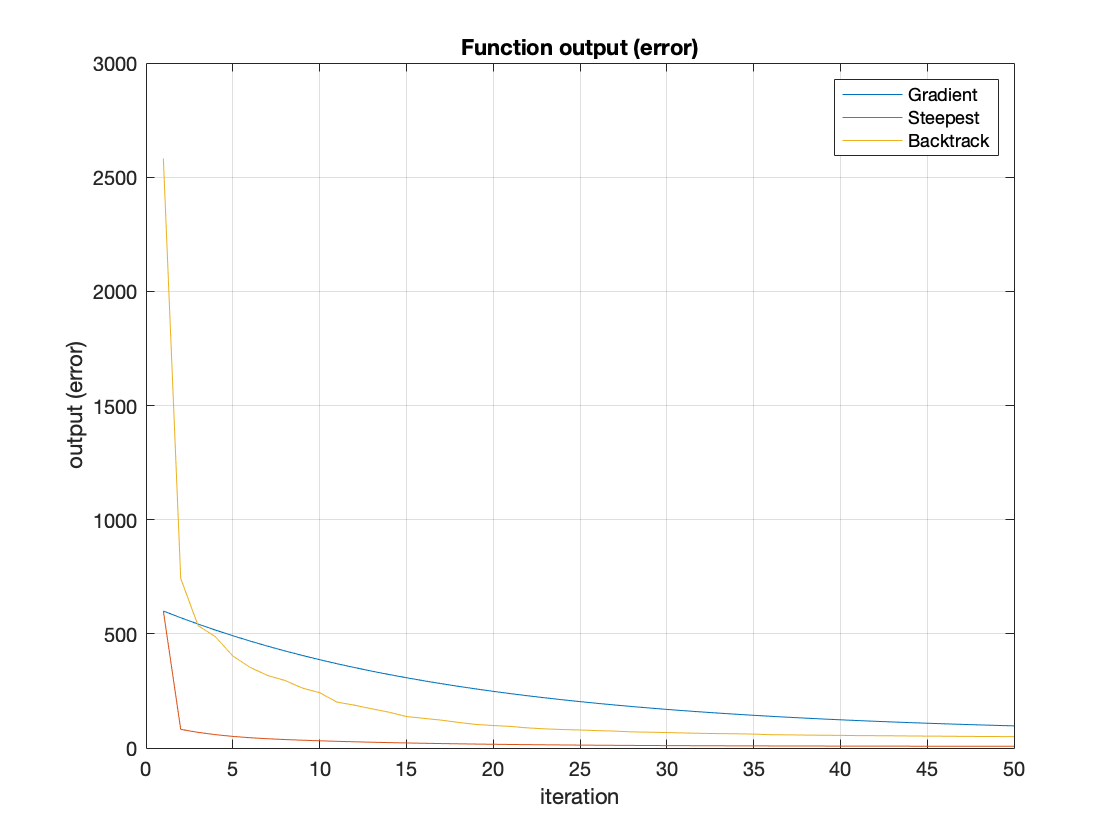 Function output (error)
Gradient
Steepest
Backtrack
3000
2500
2000
1500
1000
500
0
output (error)
0 5 10 15 20 25 30 35 40 45 50
iteration